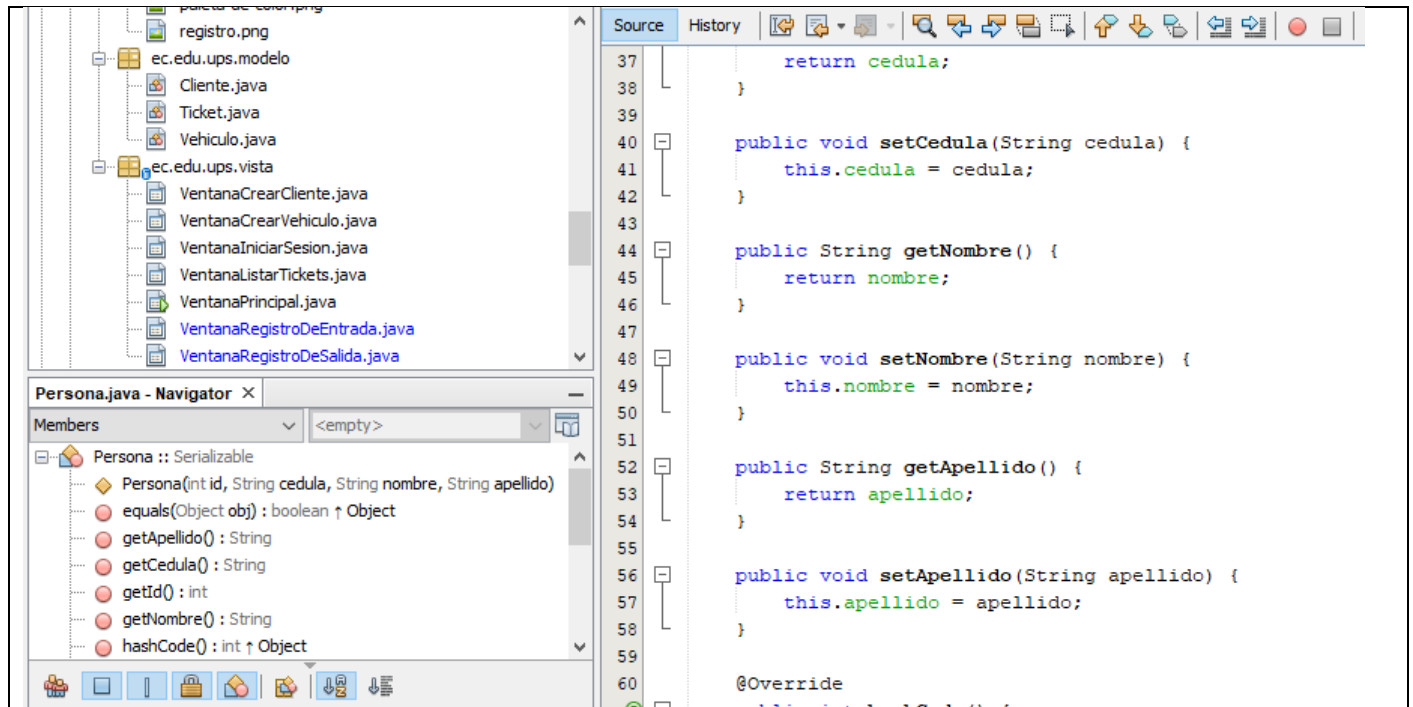 paleta-de-color.png
registro.png
ec.edu.ups.modelo
Cliente.java
Ticket.java
Vehiculo.java
ec.edu.ups.vista
VentanaCrearCliente.java
VentanaCrearVehiculo.java
VentanaIniciarSesion.java
VentanaListarTickets.java
VentanaPrincipal.java
VentanaRegistroDeEntrada.java
VentanaRegistroDeSalida.java
Persona.java - Navigator ×
Members <empty>
Persona :: Serializable
Persona(int id, String cedula, String nombre, String apellido)
equals(Object obj) : boolean ↑ Object
getApellido() : String
getCedula() : String
getId() : int
getNombre() : String
hashCode() : int ↑ Object
Source History
37 return cedula;
38 }
39
40 public void setCedula(String cedula) {
41 this.cedula = cedula;
42 }
43
44 public String getNombre() {
45 return nombre;
46 }
47
48 public void setNombre(String nombre) {
49 this.nombre = nombre;
50 }
51
52 public String getApellido() {
53 return apellido;
54 }
55
56 public void setApellido(String apellido) {
57 this.apellido = apellido;
58 }
59
60 @Override